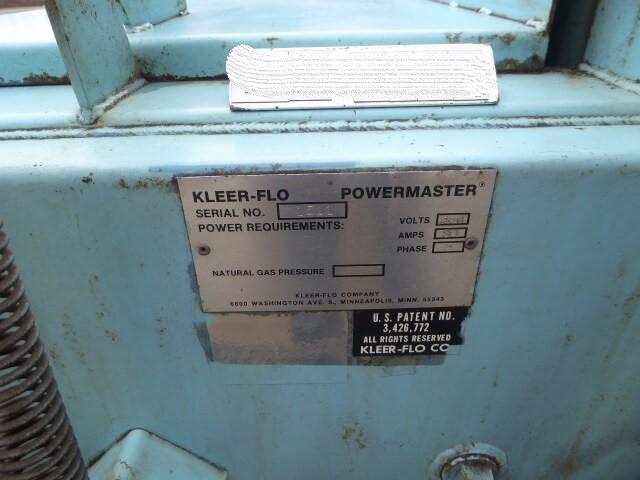 KLEER-FLO POWERMASTER®
SERIAL NO.
POWER REQUIREMENTS:
VOLTS
AMPS
PHASE
NATURAL GAS PRESSURE
KLEER-FLO COMPANY
6600 WASHINGTON AVE. S., MINNEAPOLIS, MINN. 55343
U.S. PATENT NO.
3,426,772
ALL RIGHTS RESERVED
KLEER-FLO CO